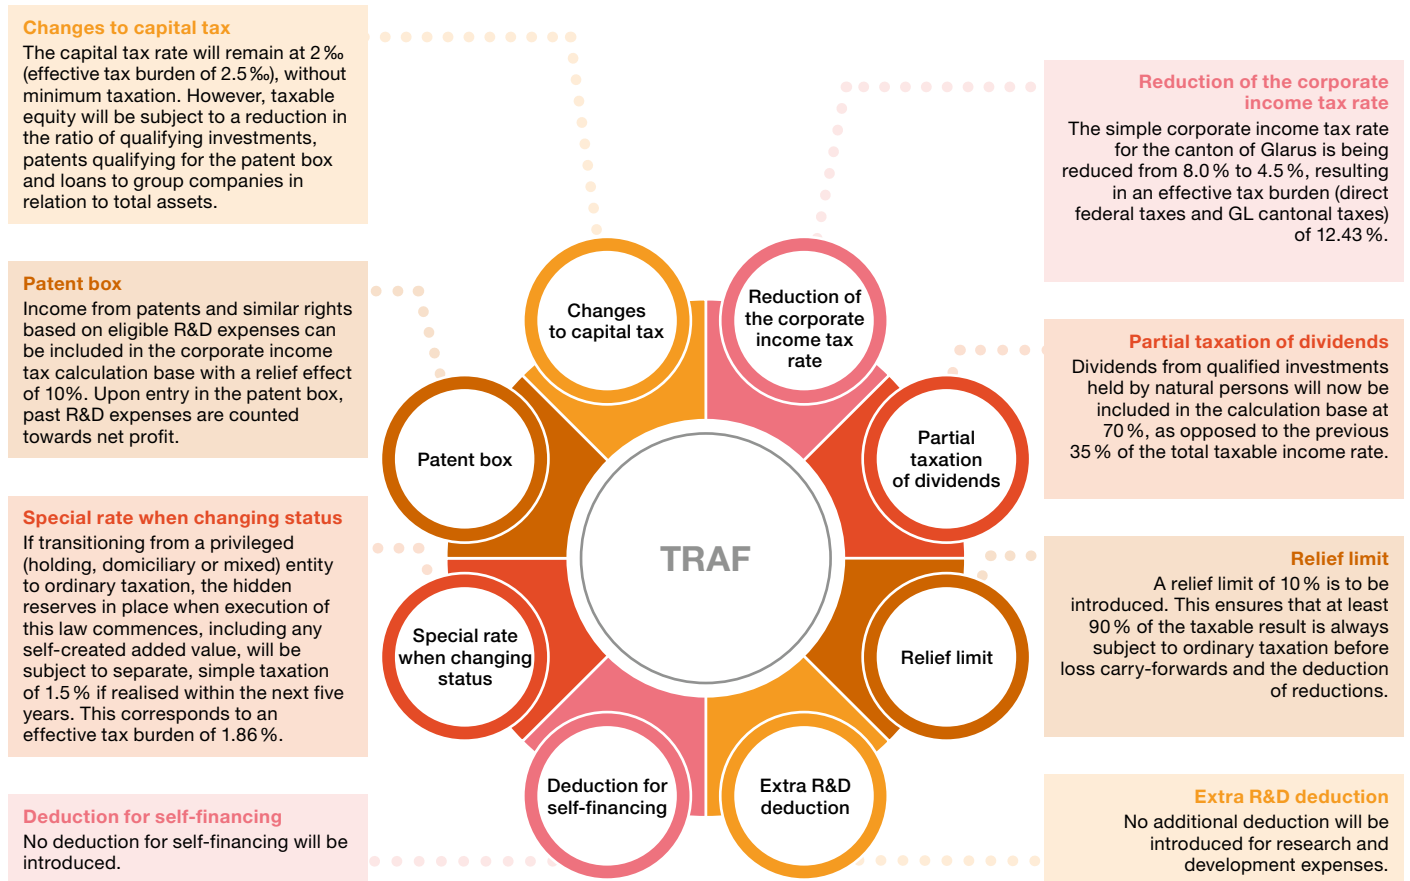 Changes to capital tax
The capital tax rate will remain at 2 ‰
(effective tax burden of 2.5 ‰), without
minimum taxation. However, taxable
equity will be subject to a reduction in
the ratio of qualifying investments,
patents qualifying for the patent box
and loans to group companies in
relation to total assets.
Patent box
Income from patents and similar rights
based on eligible R&D expenses can
be included in the corporate income
tax calculation base with a relief effect
of 10%. Upon entry in the patent box,
past R&D expenses are counted
towards net profit.
Special rate when changing status
If transitioning from a privileged
(holding, domiciliary or mixed) entity
to ordinary taxation, the hidden
reserves in place when execution of
this law commences, including any
self-created added value, will be
subject to separate, simple taxation
of 1.5 % if realised within the next five
years. This corresponds to an
effective tax burden of 1.86 %.
Deduction for self-financing
No deduction for self-financing will be
introduced.
Changes
to capital tax
Reduction of
the corporate
income tax
rate
Patent box
Partial
taxation
of dividends
TRAF
Special rate
when changing
status
Relief limit
Deduction for
self-financing
Extra R&D
deduction
Reduction of the corporate
income tax rate
The simple corporate income tax rate
for the canton of Glarus is being
reduced from 8.0 % to 4.5 %, resulting
in an effective tax burden (direct
federal taxes and GL cantonal taxes)
of 12.43 %.
Partial taxation of dividends
Dividends from qualified investments
held by natural persons will now be
included in the calculation base at
70 %, as opposed to the previous
35 % of the total taxable income rate.
Relief limit
A relief limit of 10 % is to be
introduced. This ensures that at least
90 % of the taxable result is always
subject to ordinary taxation before
loss carry-forwards and the deduction
of reductions.
Extra R&D deduction
No additional deduction will be
introduced for research and
development expenses.